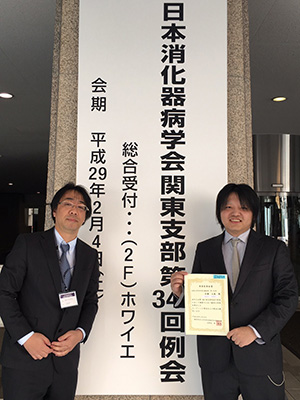 日本消化器病学会関東支部第34回例会
総合受付・・・(2F)ホワイエ
会期 平成29年2月4日(土)